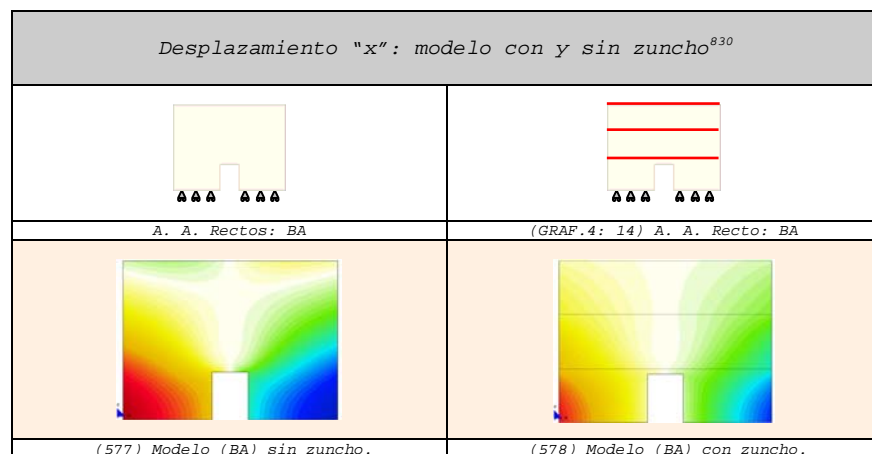 Desplazamiento “x”: modelo con y sin zuncho830
A. A. Rectos: BA
(GRAF.4: 14) A. A. Recto: BA
(577) Modelo (BA) sin zuncho.
(578) Modelo (BA) con zuncho.